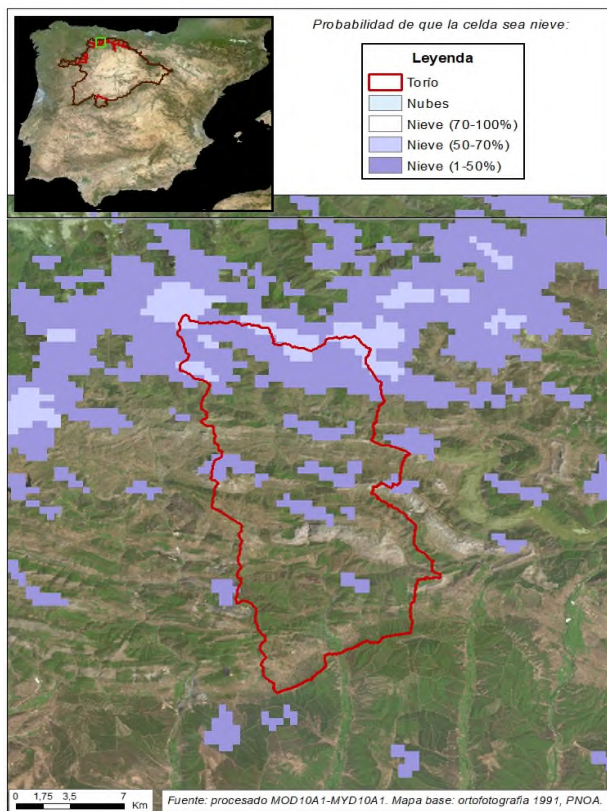 Probabilidad de que la celda sea nieve:
Leyenda
Torío
Nubes
Nieve (70-100%)
Nieve (50-70%)
Nieve (1-50%)
0 1,75 3,5 7
Km
Fuente: procesado MOD10A1-MYD10A1. Mapa base: ortofotografia 1991, PNOA.